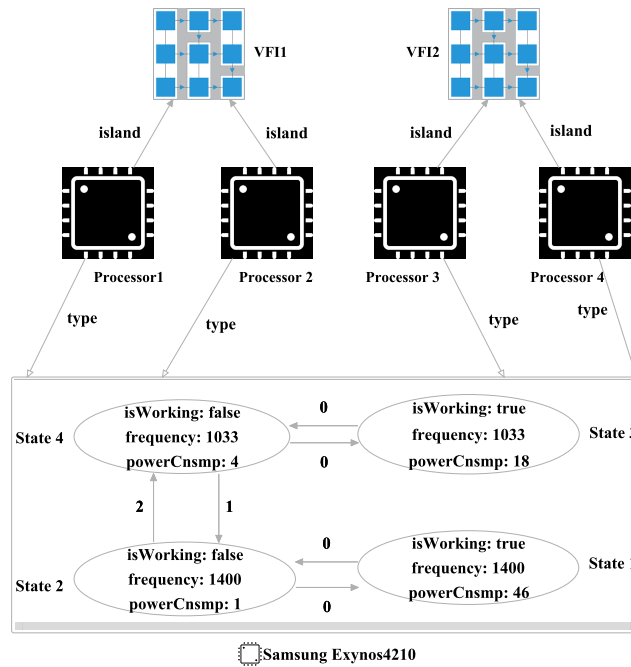 VFI1
VFI2
island
island
island
island
Processor1
Processor 2
Processor 3
Processor 4
type
type
type
type
State 4
isWorking: false
frequency: 1033
powerCnsmp: 4
0
0
isWorking: true
frequency: 1033
powerCnsmp: 18
State
2
1
State 2
isWorking: false
frequency: 1400
powerCnsmp: 1
0
0
isWorking: true
frequency: 1400
powerCnsmp: 46
State
Samsung Exynos4210